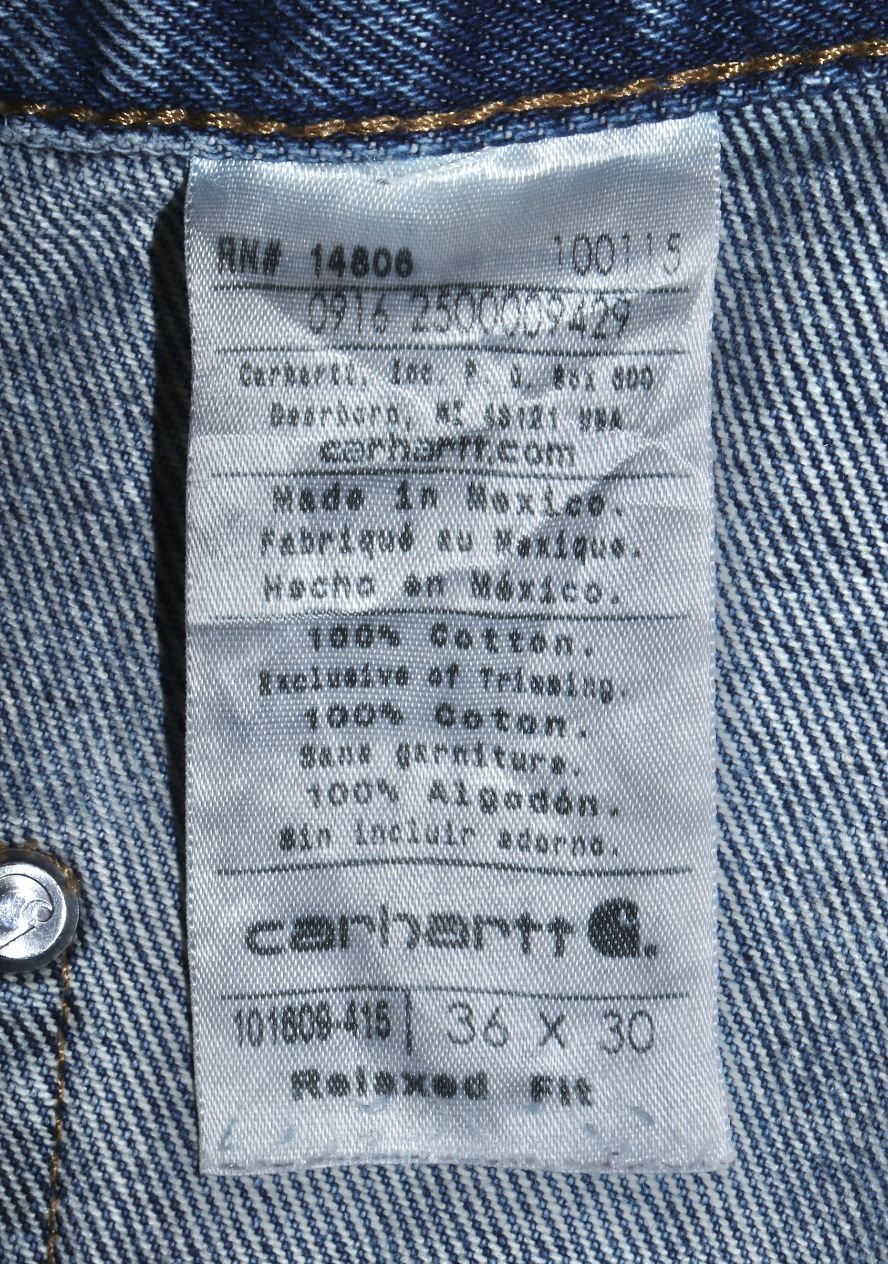 RN# 14806 100115
0916 2500009429
Carhartt, Inc. P. O. Box 600
Dearborn, MI 48121 USA
carhartt.com
Made in Mexico.
Fabriqué au Mexique.
Hecho en México.
100% Cotton.
Exclusive of Trimming.
100% Coton.
Sans garniture.
100% Algodón.
sin incluir adorno.
carhartt.
101809-415 | 36 X 30
Relaxed Fit